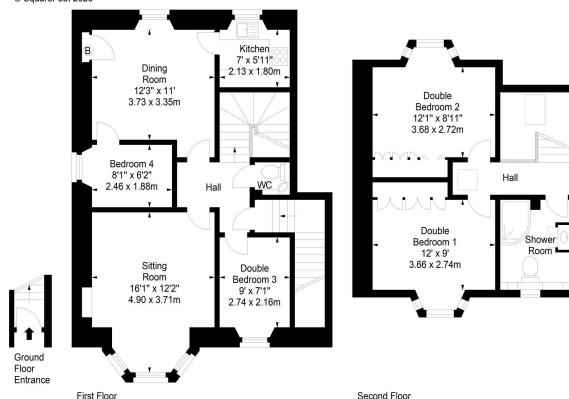 B
Dining
Room
12'3" x 11'
3.73 x 3.35m
Kitchen
7' x 5'11"
2.13 x 1.80m
Bedroom 4
8'1" x 6'2"
2.46 x 1.88m
Hall
WC
Sitting
Room
16'1" x 12'2"
4.90 x 3.71m
Double
Bedroom 3
9' x 7'1"
2.74 x 2.16m
Ground
Floor
Entrance
First Floor
Double
Bedroom 2
12'1" x 8'11"
3.68 x 2.72m
Hall
Double
Bedroom 1
12' x 9'
3.66 x 2.74m
Shower
Room
Second Floor